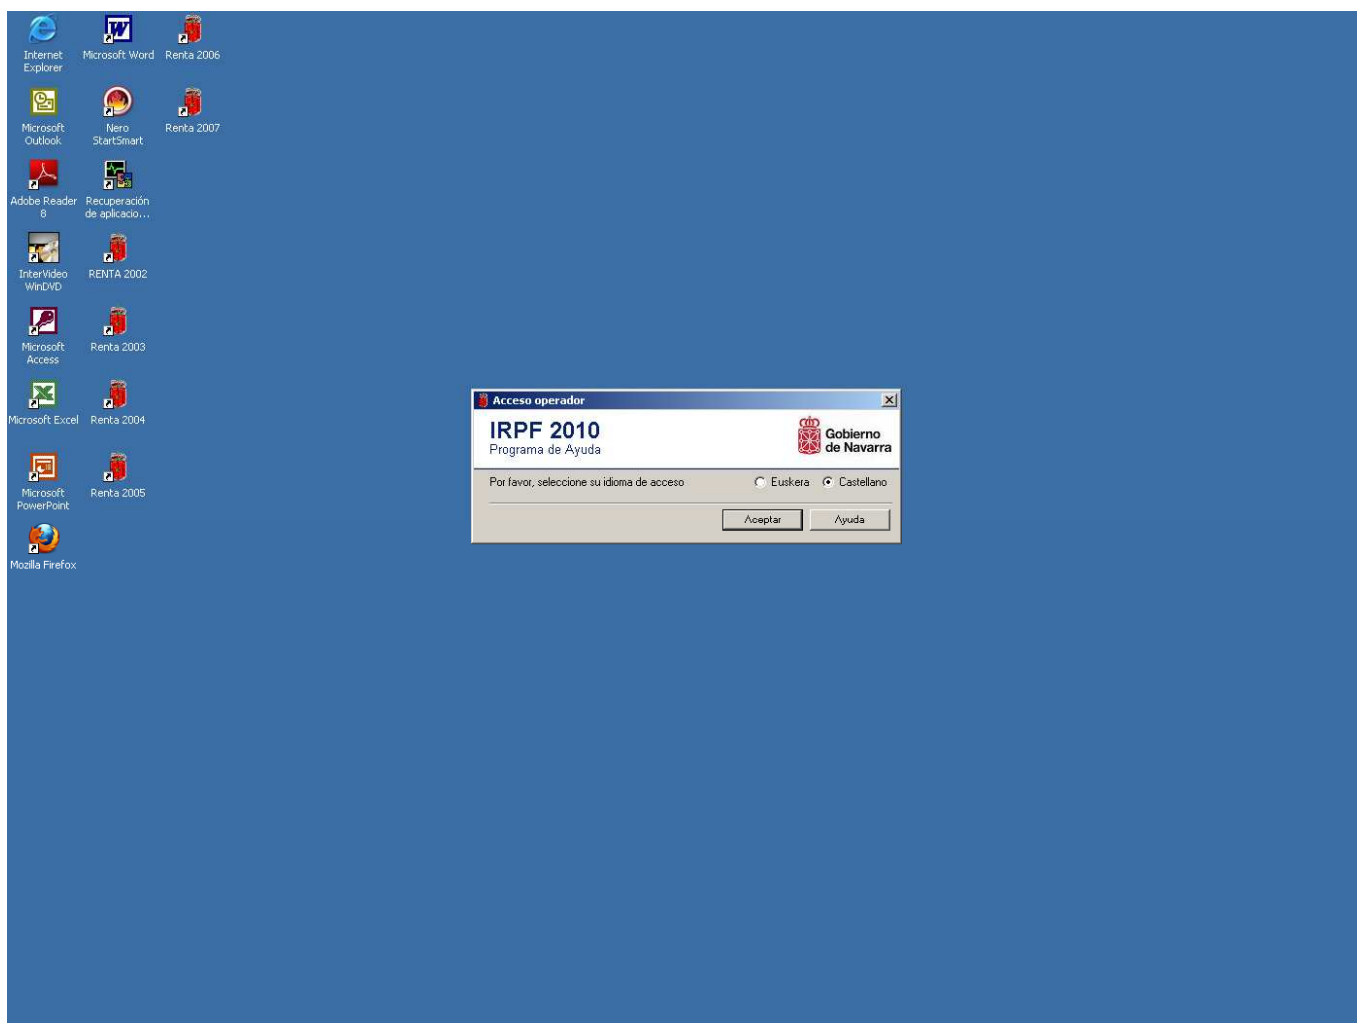 Internet
Explorer
Microsoft Word
Renta 2006
Microsoft
Outlook
Nero
StartSmart
Renta 2007
Adobe Reader
8
Recuperación
de aplicacio...
InterVideo
WinDVD
RENTA 2002
Microsoft
Access
Renta 2003
Microsoft Excel
Renta 2004
Microsoft
PowerPoint
Renta 2005
Mozilla Firefox
Acceso operador
IRPF 2010
Programa de Ayuda
Gobierno
de Navarra
Por favor, seleccione su idioma de acceso
Euskera
Castellano
Aceptar
Ayuda